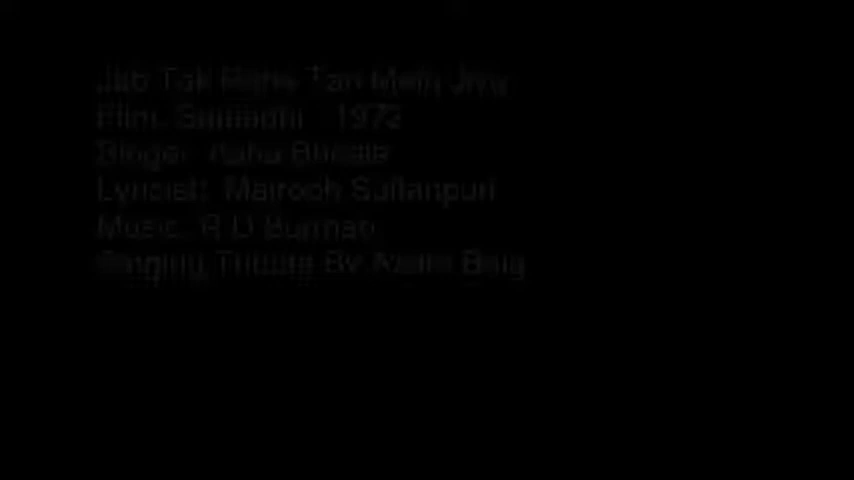 Jab Tak Rahe Tan Mein Jiya
Film: Samadhi 1972
Singer: Asha Bhosle
Lyricist: Majrooh Sultanpuri
Music: R D Burman
Singing Tribute By